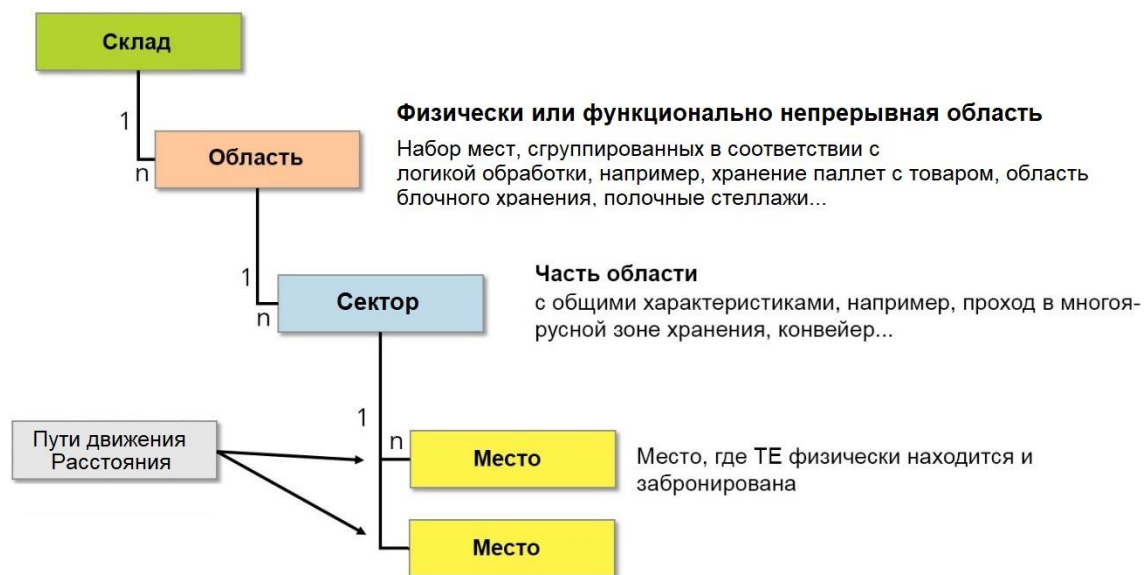 Склад
1
n
Область
Физически или функционально непрерывная область
Набор мест, сгруппированных в соответствии с
логикой обработки, например, хранение паллет с товаром, область
блочного хранения, полочные стеллажи...
1
n
Сектор
Часть области
с общими характеристиками, например, проход в многоя-
русной зоне хранения, конвейер...
Пути движения
Расстояния
1
n
Место
Место, где ТЕ физически находится и
забронирована
Место